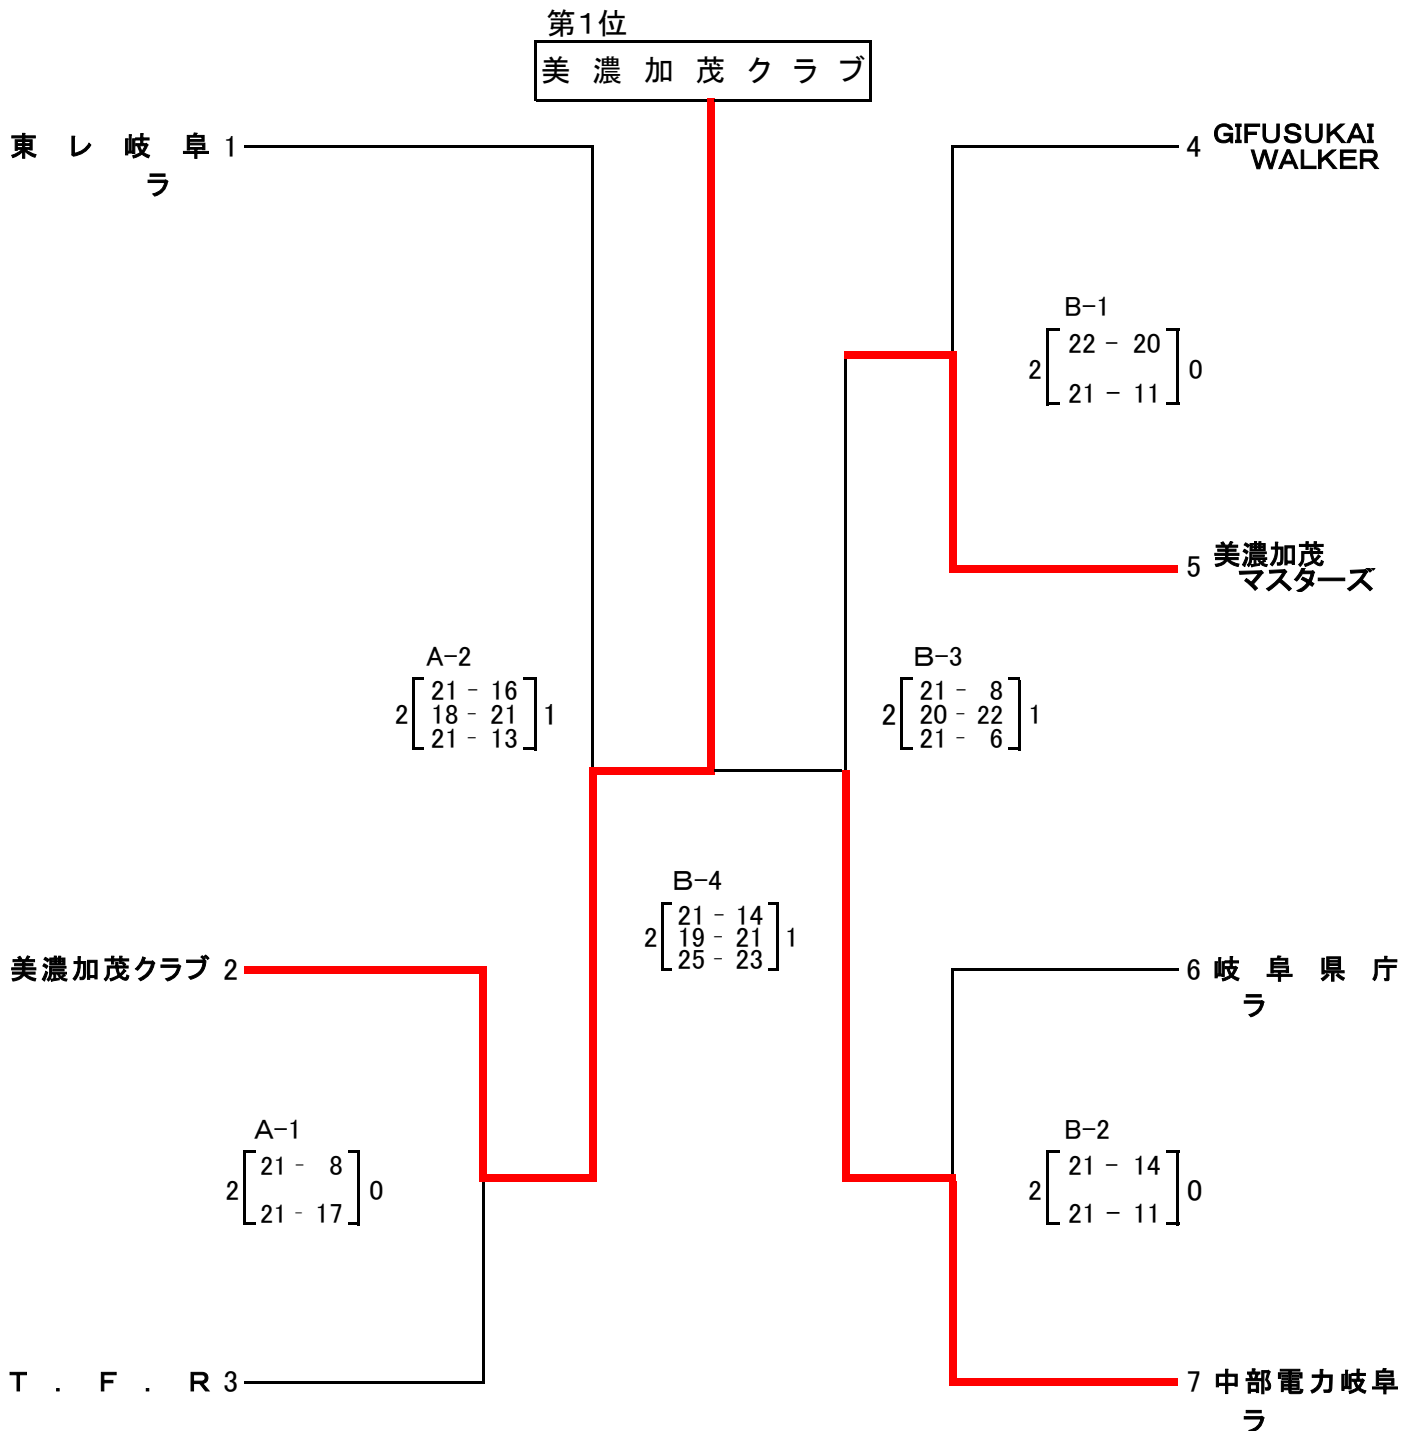 第1位
美濃加茂クラブ
東レ岐阜 1
ラ
4 GIFUSUKAI
WALKER
B-1
22 - 20
2 0
21 - 11
5 美濃加茂
マスターズ
A-2
21 - 16
2 18 - 21 1
21 - 13
B-3
21 - 8
2 20 - 22 1
21 - 6
B-4
21 - 14
2 19 - 21 1
25 - 23
美濃加茂クラブ 2
6 岐阜県庁
ラ
A-1
21 - 8
2 0
21 - 17
B-2
21 - 14
2 0
21 - 11
T . F . R 3
7 中部電力岐阜
ラ